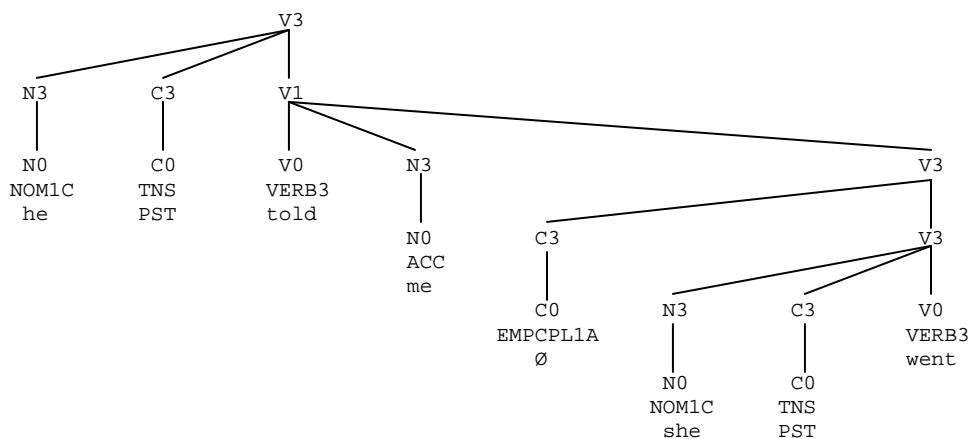 V3
N3 C3 V1
N0 C0 V0 N3 V3
NOM1C TNS VERB3
he PST told
N0 C3 V3
ACC
me
C0 N3 C3 V0
EMPCPL1A VERB3
Ø went
N0 C0
NOM1C TNS
she PST